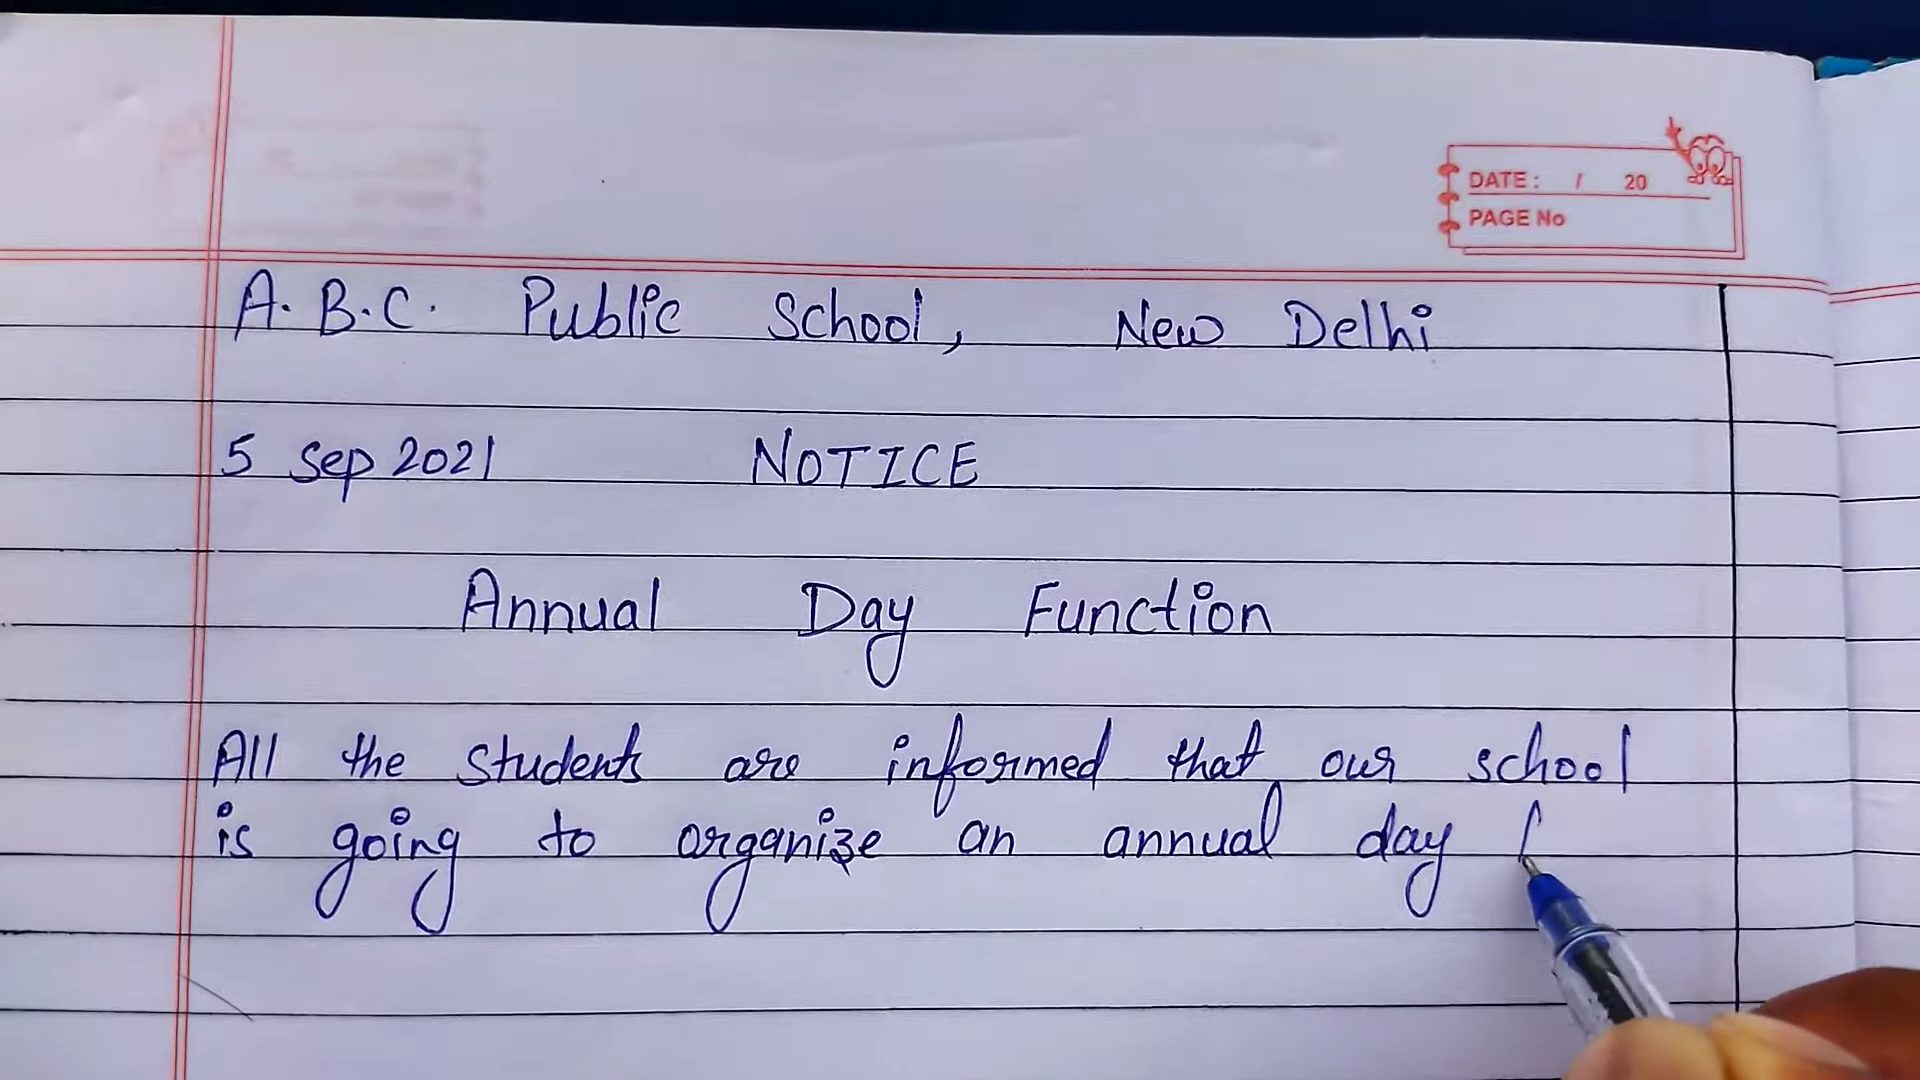 DATE: / 20
PAGE No
A. B. C. Public School, New Delhi
5 Sep 2021 NOTICE
Annual Day Function
All the students are informed that our school
is going to organize an annual day